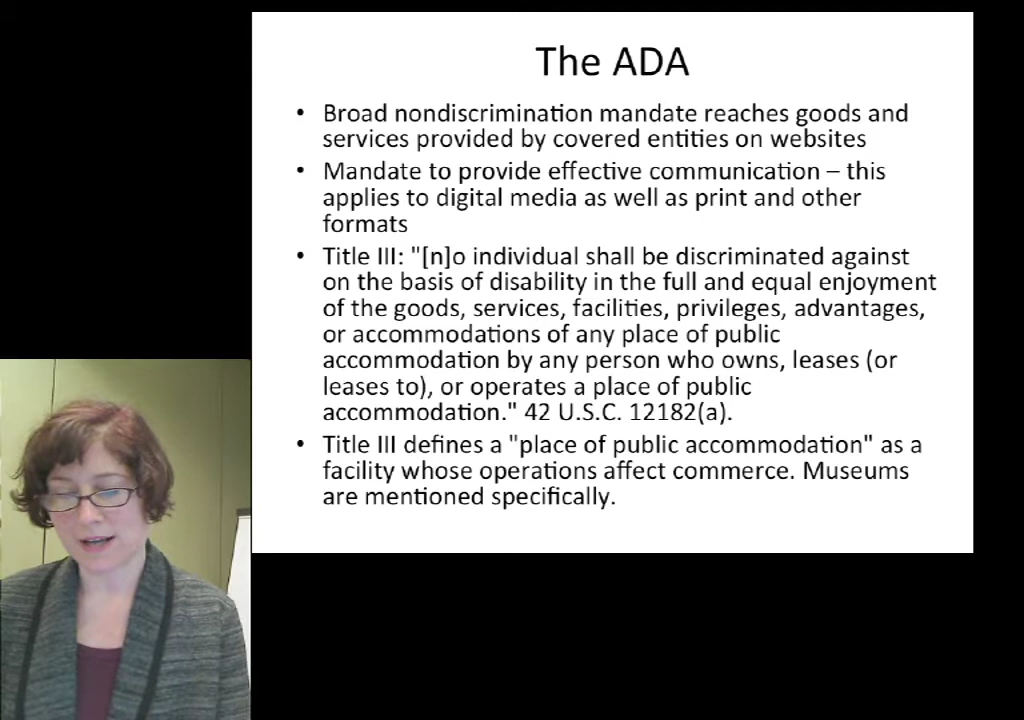 The ADA
• Broad nondiscrimination mandate reaches goods and
services provided by covered entities on websites
• Mandate to provide effective communication – this
applies to digital media as well as print and other
formats
• Title III: "[n]o individual shall be discriminated against
on the basis of disability in the full and equal enjoyment
of the goods, services, facilities, privileges, advantages,
or accommodations of any place of public
accommodation by any person who owns, leases (or
leases to), or operates a place of public
accommodation." 42 U.S.C. 12182(a).
• Title III defines a "place of public accommodation" as a
facility whose operations affect commerce. Museums
are mentioned specifically.